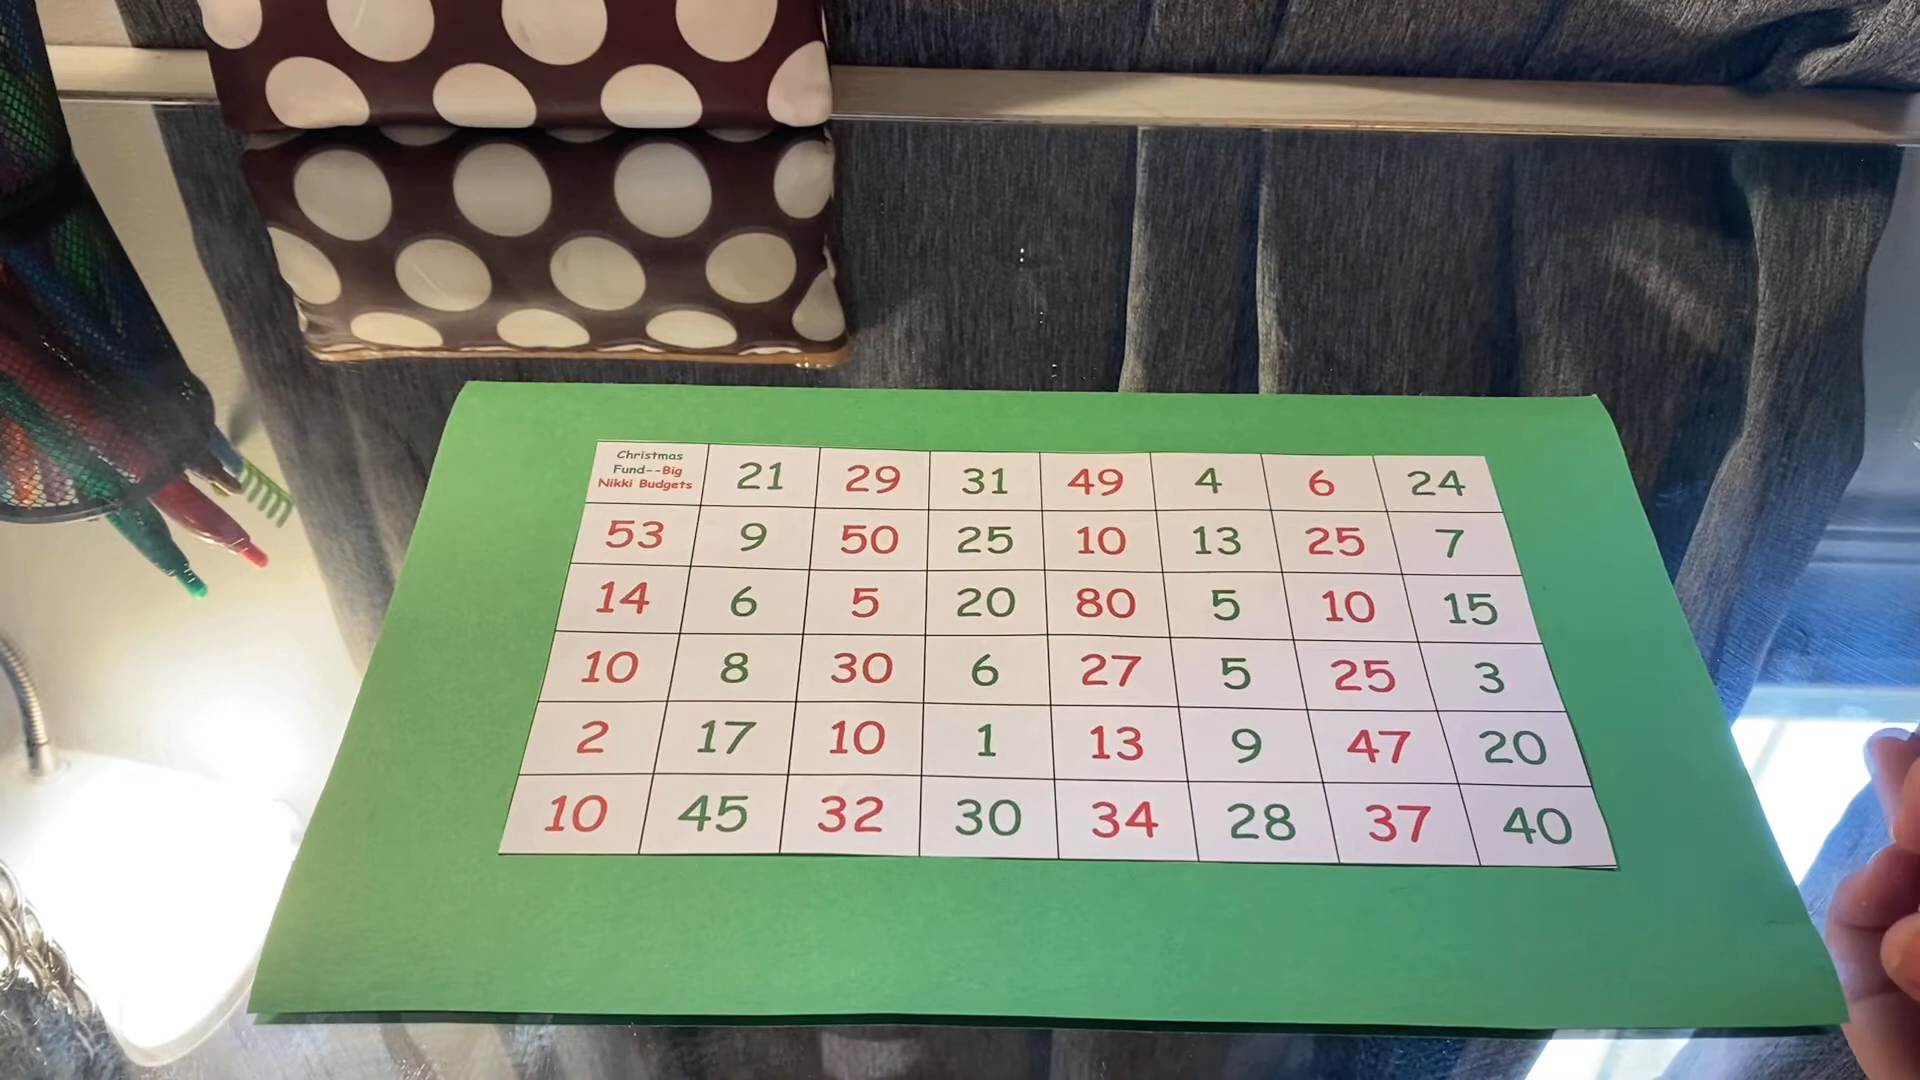 Christmas
Fund--Big
Nikki Budgets
21 29 31 49 4 6 24
53 9 50 25 10 13 25 7
14 6 5 20 80 5 10 15
10 8 30 6 27 5 25 3
2 17 10 1 13 9 47 20
10 45 32 30 34 28 37 40